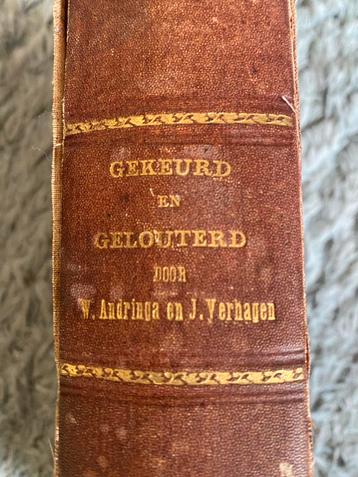 GEKEURD
EN
GELOUTERD
DOOR
W. Andringa en J. Verhagen